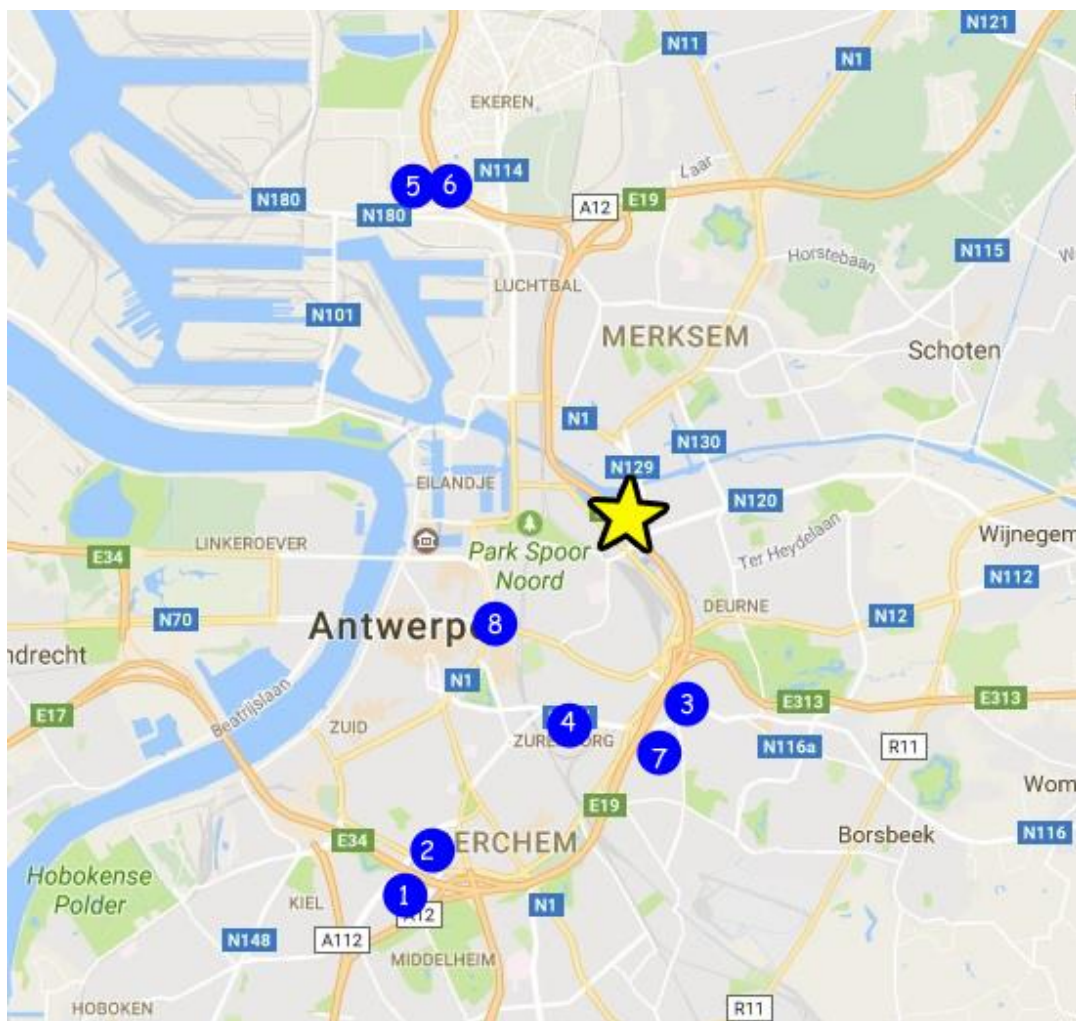 N121
N11
N1
EKEREN
Laar
N114
5
6
N180
N180
A12
E19
Horstebaan
N115
LUCHTBAL
N101
MERKSEM
Schoten
N1
N130
N129
EILANDJE
N120
Ter Heydelaan
Wijnegem
LINKEROEVER
Park Spoor
Noord
E34
N112
DEURNE
N12
N70
Antwerpe
8
ndrecht
N1
Beatrijslaan
3
E313
E313
E17
ZUID
4
ZURE
ORG
7
N116a
R11
Wom
E19
E34
2
ERCHEM
Borsbeek
N116
Hobokense
Polder
1
KIEL
A12
N1
N148
A112
MIDDELHEIM
HOBOKEN
R11